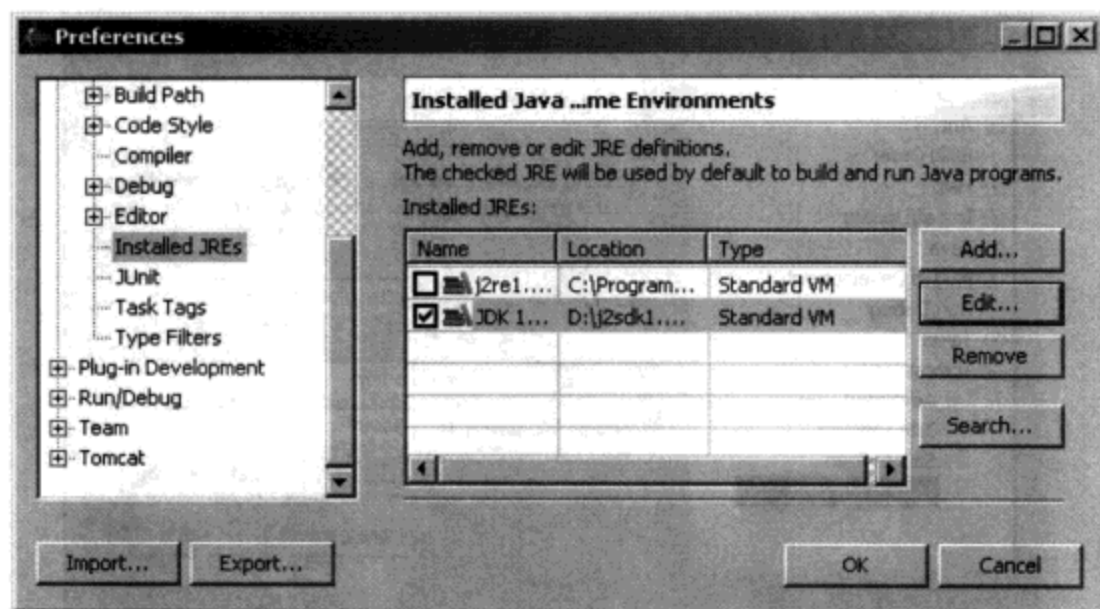 Preferences
Build Path
Code Style
Compiler
Debug
Editor
Installed JREs
JUnit
Task Tags
Type Filters
Plug-in Development
Run/Debug
Team
Tomcat
Import...
Export...
Installed Java ...me Environments
Add, remove or edit JRE definitions.
The checked JRE will be used by default to build and run Java programs.
Installed JREs:
Name Location Type
j2re1.... C:\Program... Standard VM
JDK 1... D:\j2sdk1.... Standard VM
Add...
Edit...
Remove
Search...
OK
Cancel